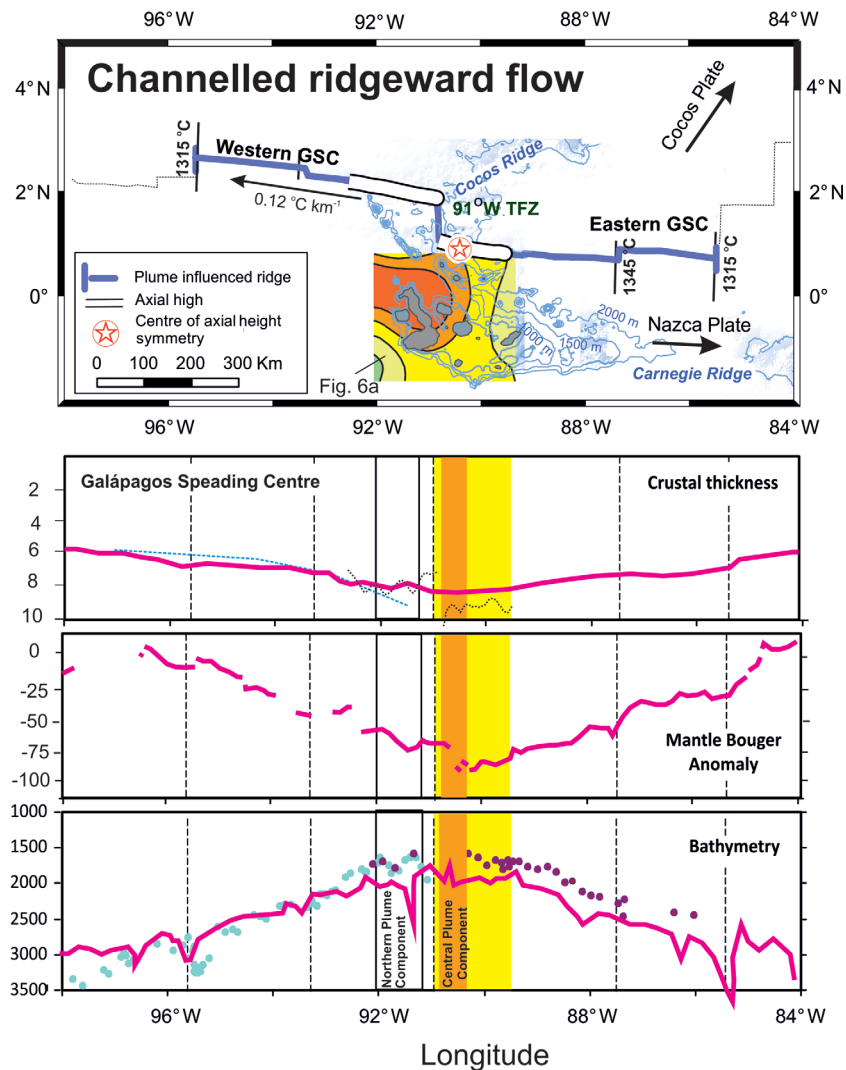 96°W 92°W 88°W 84°W
Channelled ridgeward flow
4°N 4°N
Cocos Plate
1315 °C
Western GSC
Cocos Ridge
2°N 2°N
0.12 °C km⁻¹
91°W TFZ
Eastern GSC
Plume influenced ridge
Axial high
Centre of axial height
symmetry
0° 0°
1345 °C
1315 °C
2000 m
1000 m 1500 m
Nazca Plate
0 100 200 300 Km
Fig. 6a
Carnegie Ridge
96°W 92°W 88°W 84°W
Galápagos Speading Centre
Crustal thickness
2
4
6
8
10
0
-25
-50
-75
-100
Mantle Bouger
Anomaly
1000
1500
2000
2500
3000
3500
Bathymetry
Northern Plume
Component
Central Plume
Component
96°W 92°W 88°W 84°W
Longitude